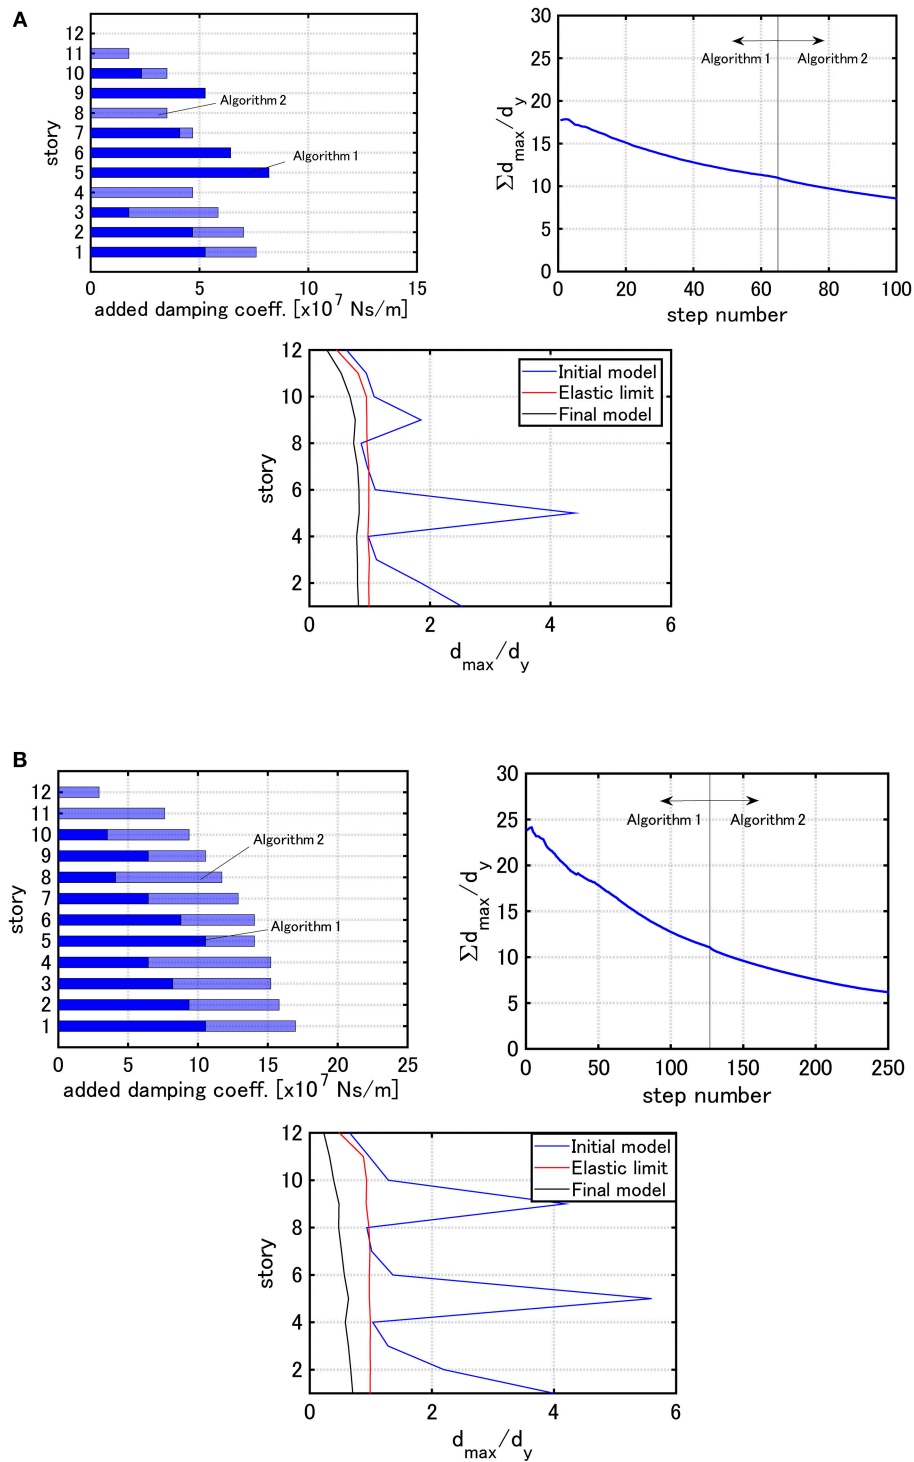 A
12
11
10
9
8
7
6
5
4
3
2
1
story
Algorithm 2
Algorithm 1
0 5 10 15
added damping coeff. [x10^7 Ns/m]
30
25
20
15
10
5
0
Σd_max/d_y
Algorithm 1 Algorithm 2
0 20 40 60 80 100
step number
12
10
8
6
4
2
story
Initial model
Elastic limit
Final model
0 2 4 6
d_max/d_y
B
12
11
10
9
8
7
6
5
4
3
2
1
story
Algorithm 2
Algorithm 1
0 5 10 15 20 25
added damping coeff. [x10^7 Ns/m]
30
25
20
15
10
5
0
Σd_max/d_y
Algorithm 1 Algorithm 2
0 50 100 150 200 250
step number
12
10
8
6
4
2
story
Initial model
Elastic limit
Final model
0 2 4 6
d_max/d_y